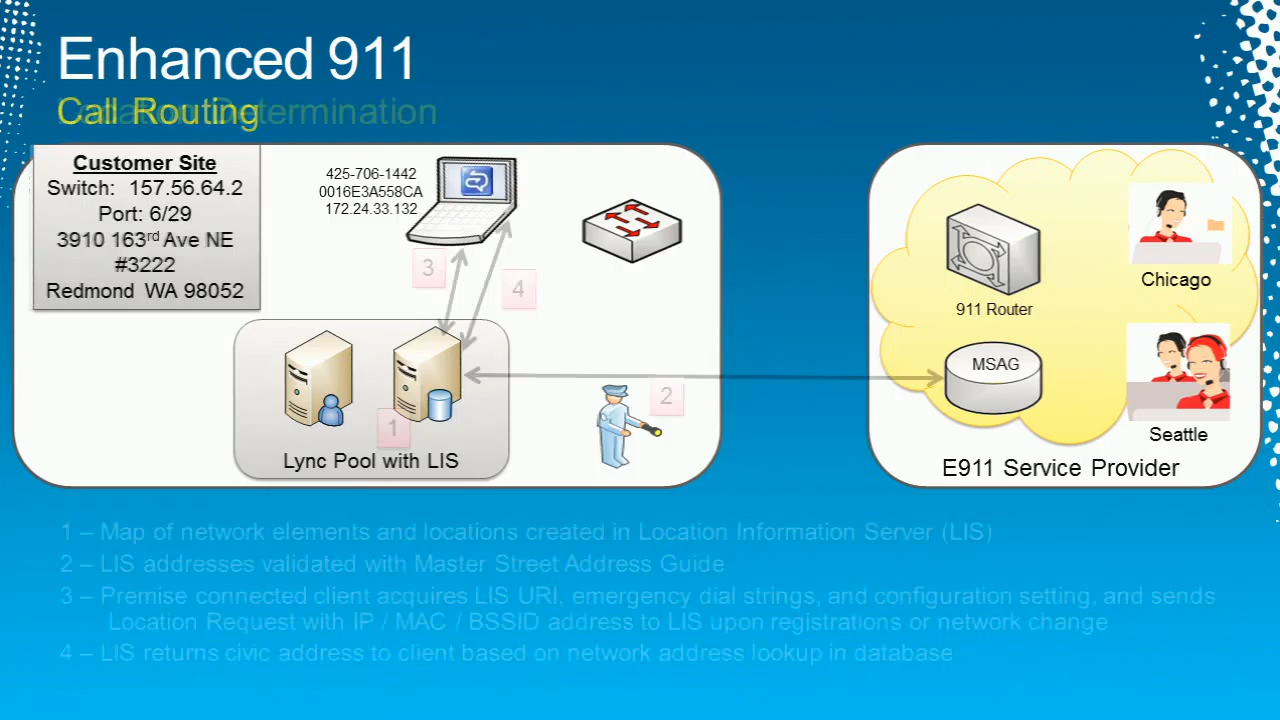 Enhanced 911
Call Routing
Location Determination
Customer Site
Switch: 157.56.64.2
Port: 6/29
3910 163rd Ave NE
#3222
Redmond WA 98052
425-706-1442
0016E3A558CA
172.24.33.132
3
4
1
2
Lync Pool with LIS
911 Router
MSAG
Chicago
Seattle
E911 Service Provider
1 – Map of network elements and locations created in Location Information Server (LIS)
2 – LIS addresses validated with Master Street Address Guide
3 – Premise connected client acquires LIS URI, emergency dial strings, and configuration setting, and sends
Location Request with IP / MAC / BSSID address to LIS upon registrations or network change
4 – LIS returns civic address to client based on network address lookup in database